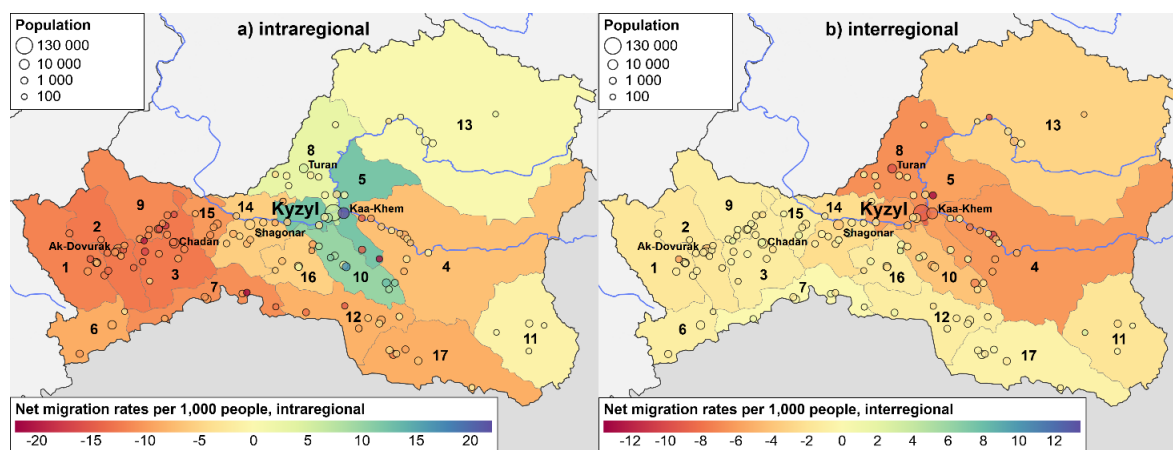 Population
130 000
10 000
1 000
100
a) intraregional
13
8
Turan
5
9
2
14
15
Kyzyl
Kaa-Khem
Ak-Dovurak
Chadan
Shagonar
1
3
4
16
10
7
12
6
11
17
Net migration rates per 1,000 people, intraregional
-20 -15 -10 -5 0 5 10 15 20
Population
130 000
10 000
1 000
100
b) interregional
13
8
Turan
5
9
2
14
15
Kyzyl
Kaa-Khem
Ak-Dovurak
Chadan
Shagonar
1
3
4
16
10
7
12
6
11
17
Net migration rates per 1,000 people, interregional
-12 -10 -8 -6 -4 -2 0 2 4 6 8 10 12